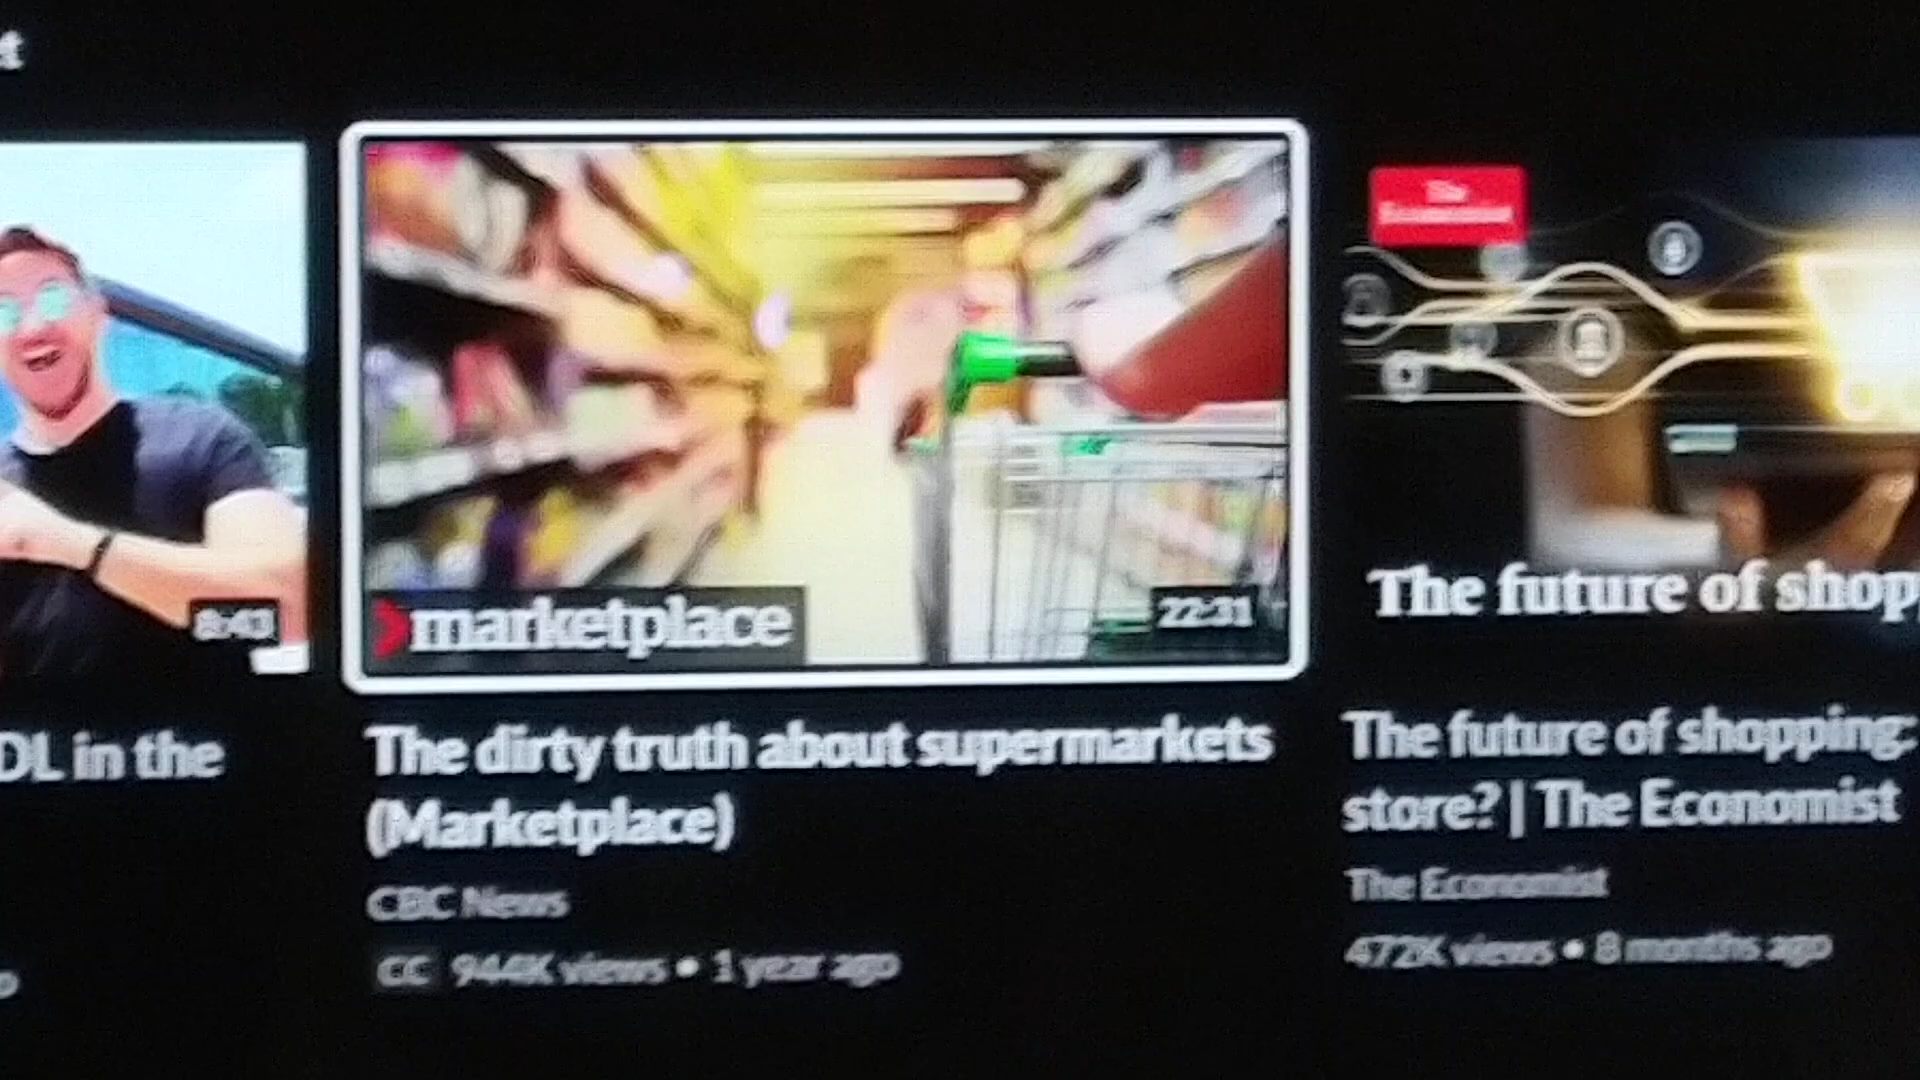 8:43
DL in the
marketplace
22:31
The dirty truth about supermarkets
(Marketplace)
CBC News
CC 944K views • 1 year ago
The
Economist
The future of shop
The future of shopping:
store? | The Economist
The Economist
472K views • 8 months ago